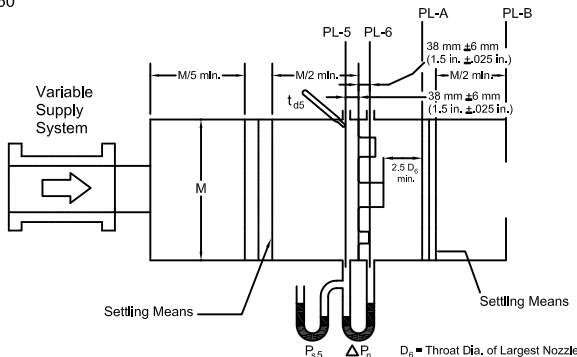 PL-5
PL-6
PL-A
PL-B
38 mm ±6 mm
(1.5 in. ±.025 in.)
M/5 min.
M/2 min.
M/2 min.
38 mm ±6 mm
(1.5 in. ±.025 in.)
Variable
Supply
System
td5
M
2.5 D6
min.
Settling Means
Settling Means
Ps5
ΔPn
D6 = Throat Dia. of Largest Nozzle